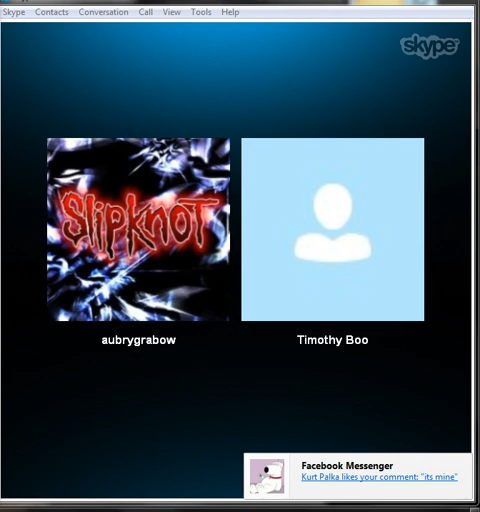 Skype Contacts Conversation Call View Tools Help
skype
SlipknoT
aubrygrabow Timothy Boo
Facebook Messenger
Kurt Palka likes your comment: "its mine"